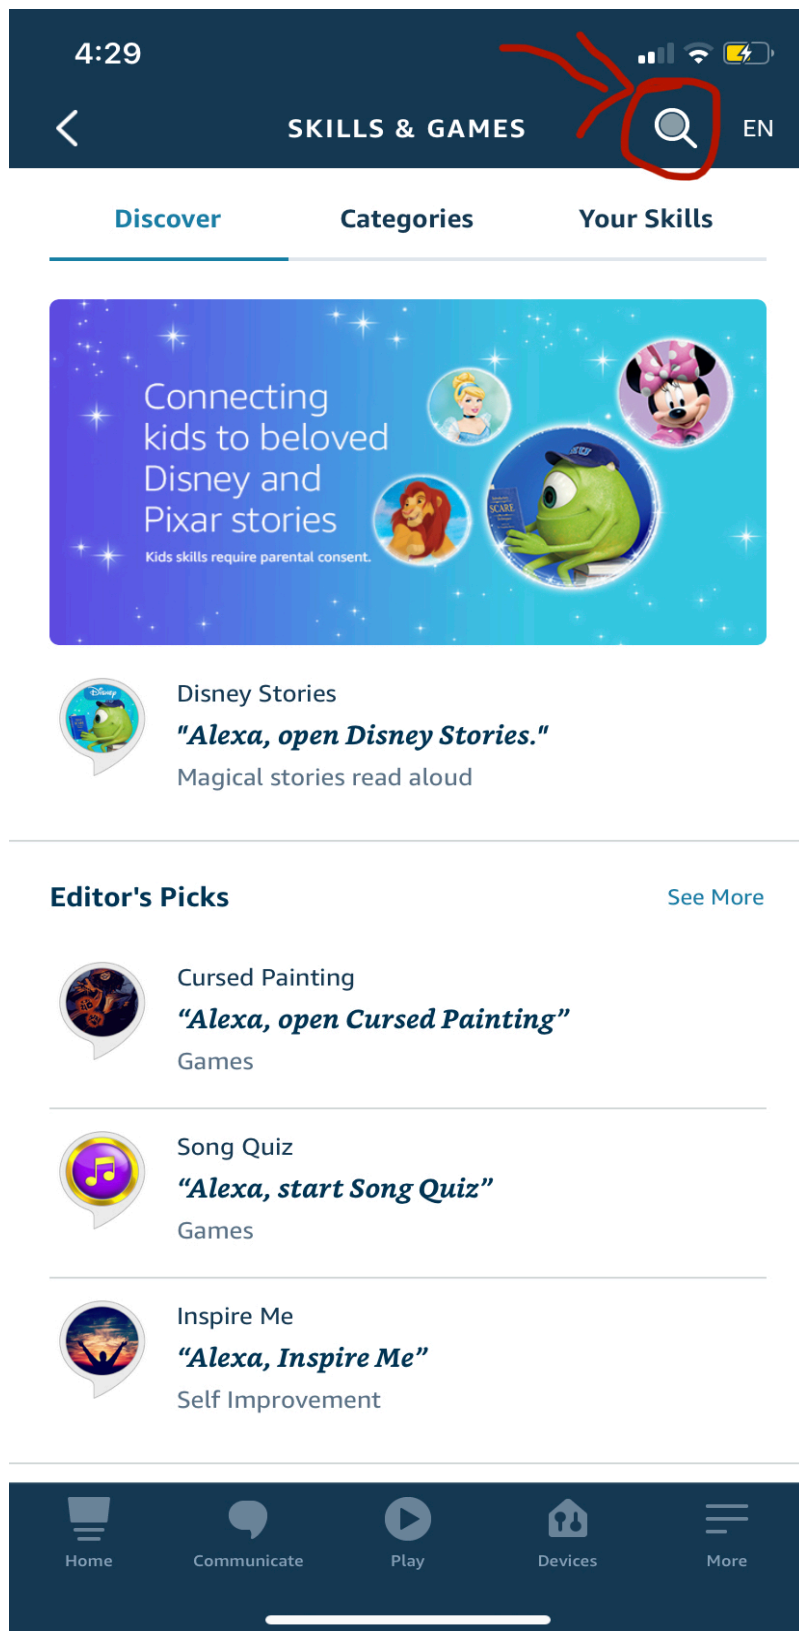 4:29
SKILLS & GAMES
EN
Discover
Categories
Your Skills
Connecting
kids to beloved
Disney and
Pixar stories
Kids skills require parental consent.
SCARE
MU
Disney
Disney Stories
"Alexa, open Disney Stories."
Magical stories read aloud
Editor's Picks
See More
Cursed Painting
“Alexa, open Cursed Painting”
Games
Song Quiz
“Alexa, start Song Quiz”
Games
Inspire Me
“Alexa, Inspire Me”
Self Improvement
Home
Communicate
Play
Devices
More